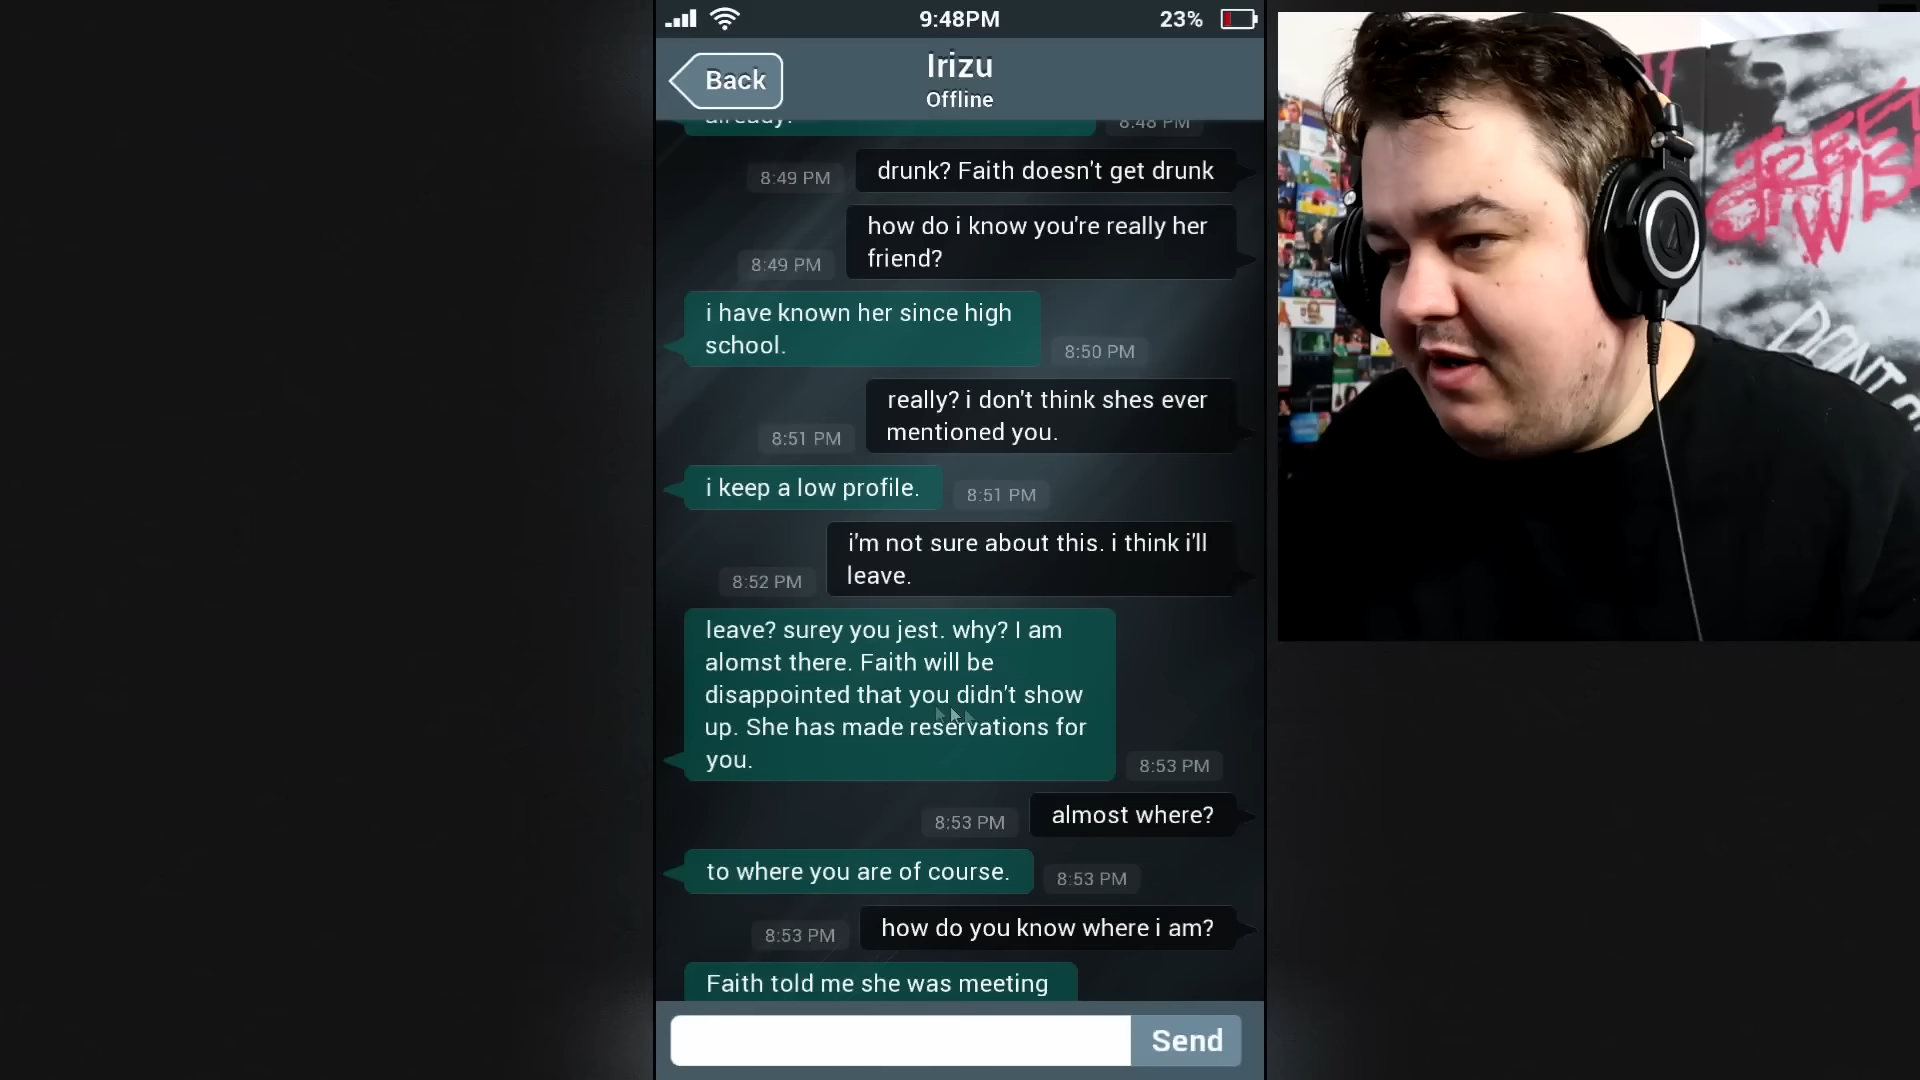 9:48PM
23%
Back
Irizu
Offline
already!
8:48 PM
drunk? Faith doesn't get drunk
8:49 PM
how do i know you're really her
friend?
8:49 PM
i have known her since high
school.
8:50 PM
really? i don't think shes ever
mentioned you.
8:51 PM
i keep a low profile.
8:51 PM
i'm not sure about this. i think i'll
leave.
8:52 PM
leave? surey you jest. why? I am
alomst there. Faith will be
disappointed that you didn't show
up. She has made reservations for
you.
8:53 PM
almost where?
8:53 PM
to where you are of course.
8:53 PM
how do you know where i am?
8:53 PM
Faith told me she was meeting
Send
DON'T